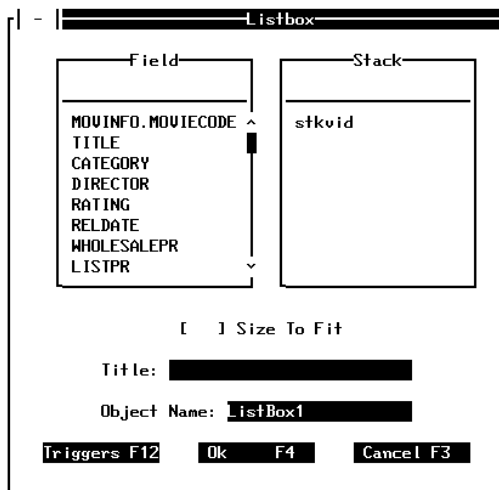 Listbox
Field
Stack
MOVINFO.MOVIECODE
TITLE
CATEGORY
DIRECTOR
RATING
RELDATE
WHOLESALEPR
LISTPR
stkvid
[ ] Size To Fit
Title:
Object Name: ListBox1
Triggers F12 Ok F4 Cancel F3